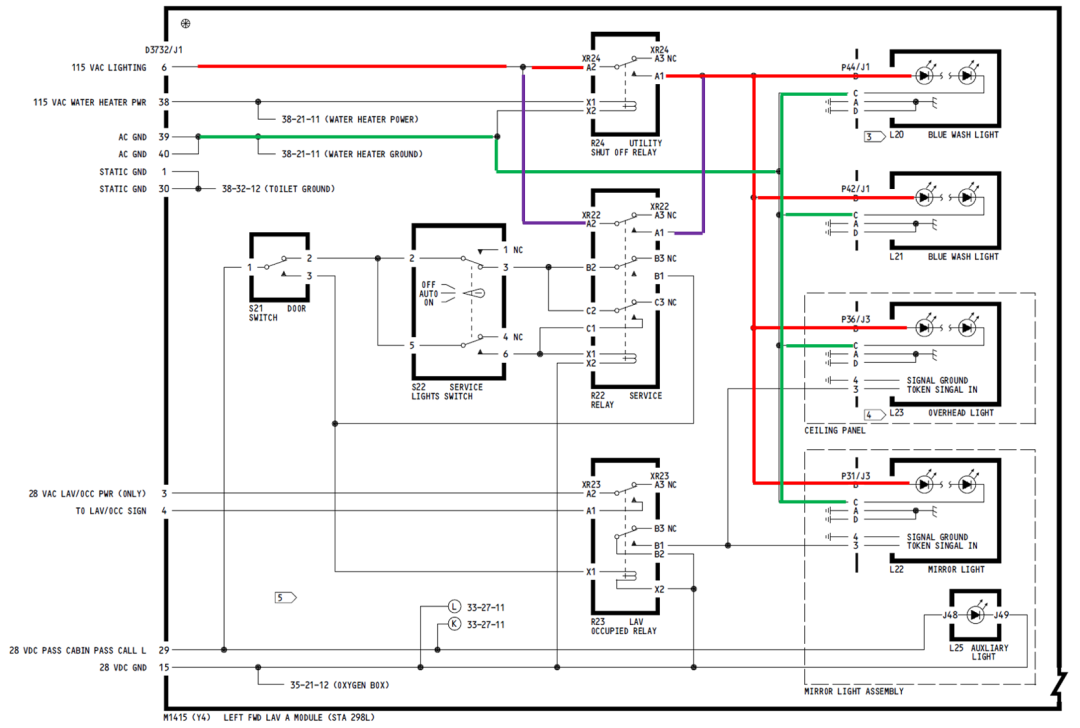 D3732/J1
115 VAC LIGHTING 6
115 VAC WATER HEATER PWR 38
38-21-11 (WATER HEATER POWER)
AC GND 39
AC GND 40
38-21-11 (WATER HEATER GROUND)
STATIC GND 1
STATIC GND 30
38-32-12 (TOILET GROUND)
XR24 XR24
A2 A3 NC
A1
X1
X2
R24 UTILITY
SHUT OFF RELAY
P44/J1
B
C
A
D
3
L20 BLUE WASH LIGHT
P42/J1
B
C
A
D
L21 BLUE WASH LIGHT
1 2
3
S21 DOOR
SWITCH
2 1 NC
3
OFF
AUTO
ON
4 NC
5 6
S22 SERVICE
LIGHTS SWITCH
XR22 XR22
A2 A3 NC
A1
B2 B3 NC
B1
C2 C3 NC
C1
X1
X2
R22 SERVICE
RELAY
P36/J3
B
C
A
D
4 SIGNAL GROUND
3 TOKEN SINGAL IN
4
L23 OVERHEAD LIGHT
CEILING PANEL
28 VAC LAV/OCC PWR (ONLY) 3
TO LAV/OCC SIGN 4
XR23 XR23
A2 A3 NC
A1
B3 NC
B1
B2
X1
X2
R23 LAV
OCCUPIED RELAY
P31/J3
B
C
A
D
4 SIGNAL GROUND
3 TOKEN SINGAL IN
L22 MIRROR LIGHT
J48 J49
L25 AUXLIARY
LIGHT
MIRROR LIGHT ASSEMBLY
5
L 33-27-11
K 33-27-11
28 VDC PASS CABIN PASS CALL L 29
28 VDC GND 15
35-21-12 (OXYGEN BOX)
M1415 (Y4) LEFT FWD LAV A MODULE (STA 298L)